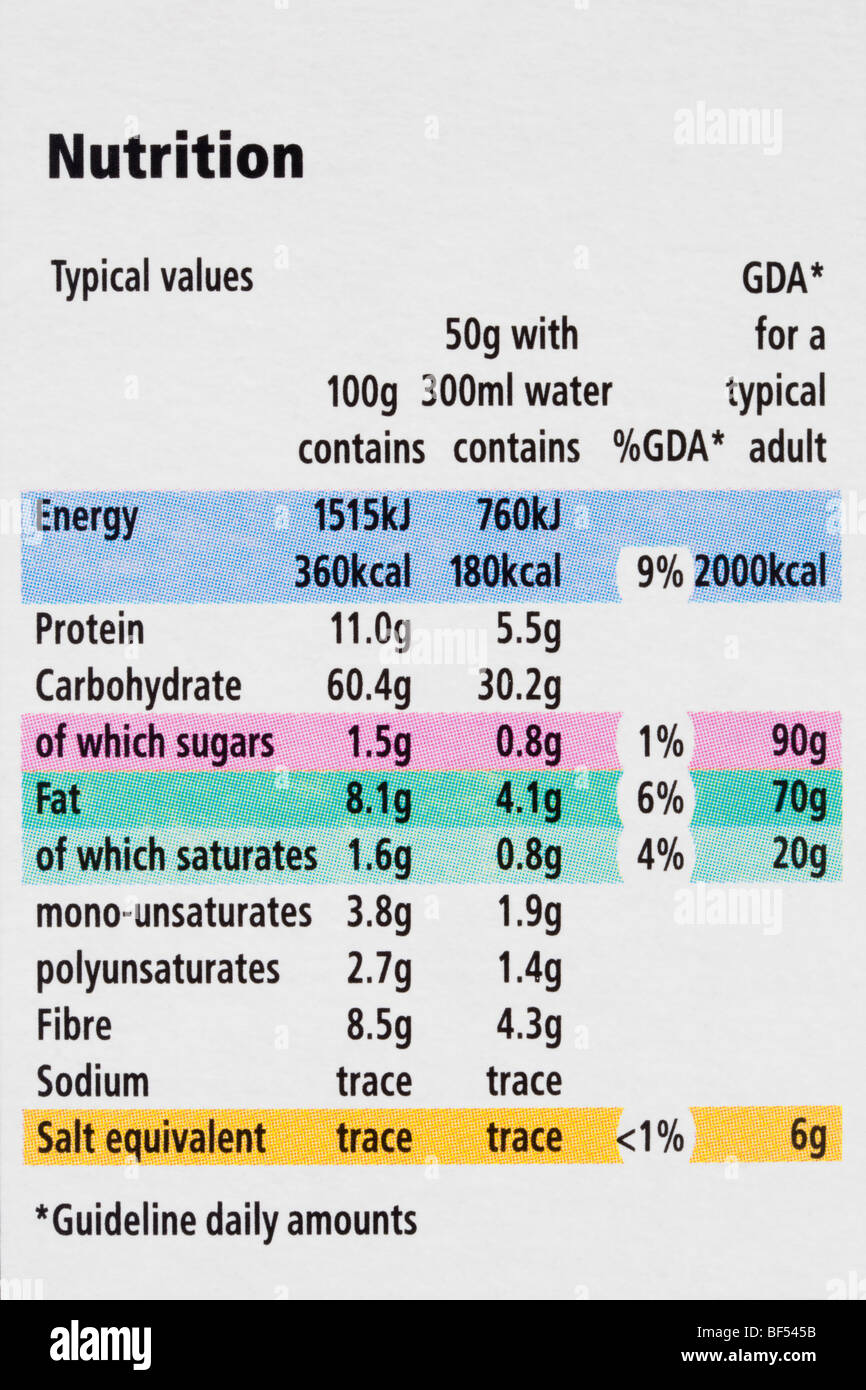 Nutrition
Typical values GDA*
50g with for a
100g 300ml water typical
contains contains %GDA* adult
Energy 1515kJ 760kJ
360kcal 180kcal 9% 2000kcal
Protein 11.0g 5.5g
Carbohydrate 60.4g 30.2g
of which sugars 1.5g 0.8g 1% 90g
Fat 8.1g 4.1g 6% 70g
of which saturates 1.6g 0.8g 4% 20g
mono-unsaturates 3.8g 1.9g
polyunsaturates 2.7g 1.4g
Fibre 8.5g 4.3g
Sodium trace trace
Salt equivalent trace trace <1% 6g
*Guideline daily amounts
alamy
alamy
alamy
a alamy
Image ID: BF545B
www.alamy.com